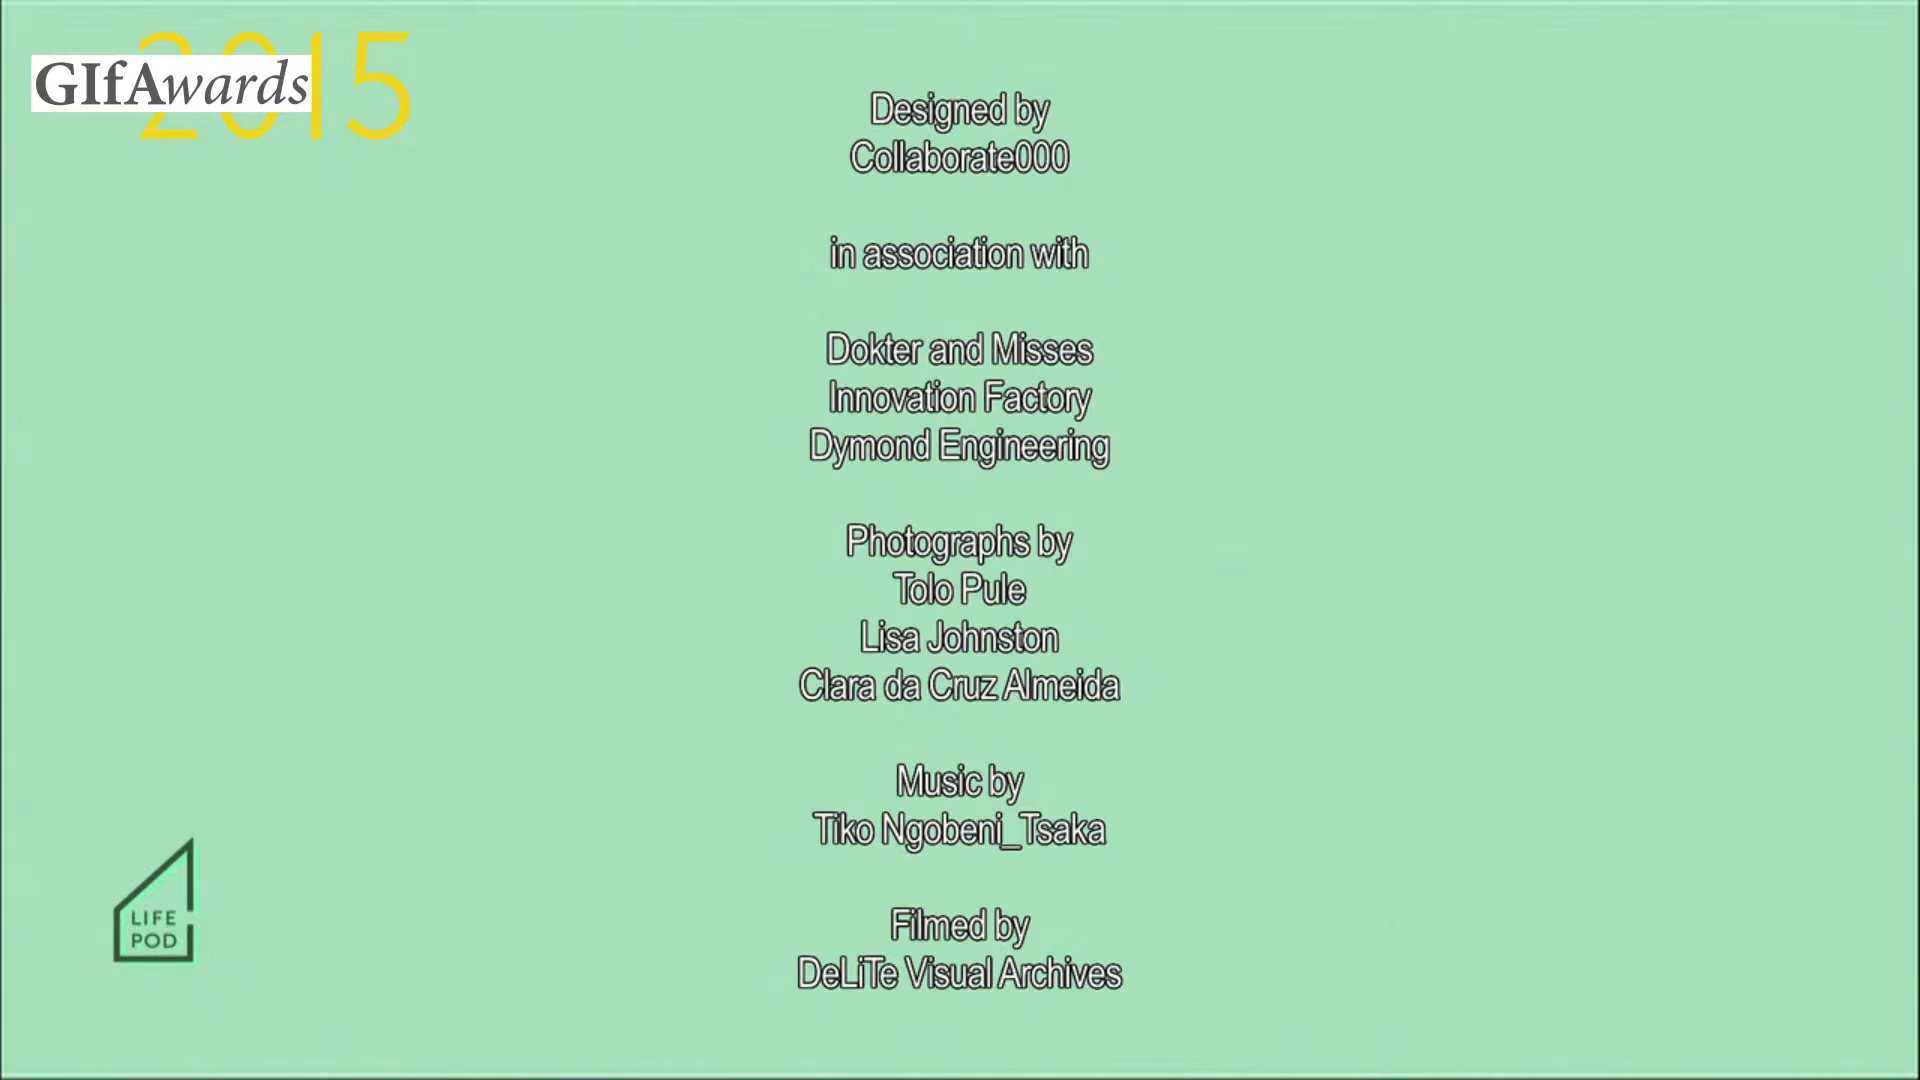 2015
GIfAwards
Designed by
Collaborate000
in association with
Dokter and Misses
Innovation Factory
Dymond Engineering
Photographs by
Tolo Pule
Lisa Johnston
Clara da Cruz Almeida
Music by
Tiko Ngobeni_Tsaka
Filmed by
DeLiTe Visual Archives
LIFE
POD